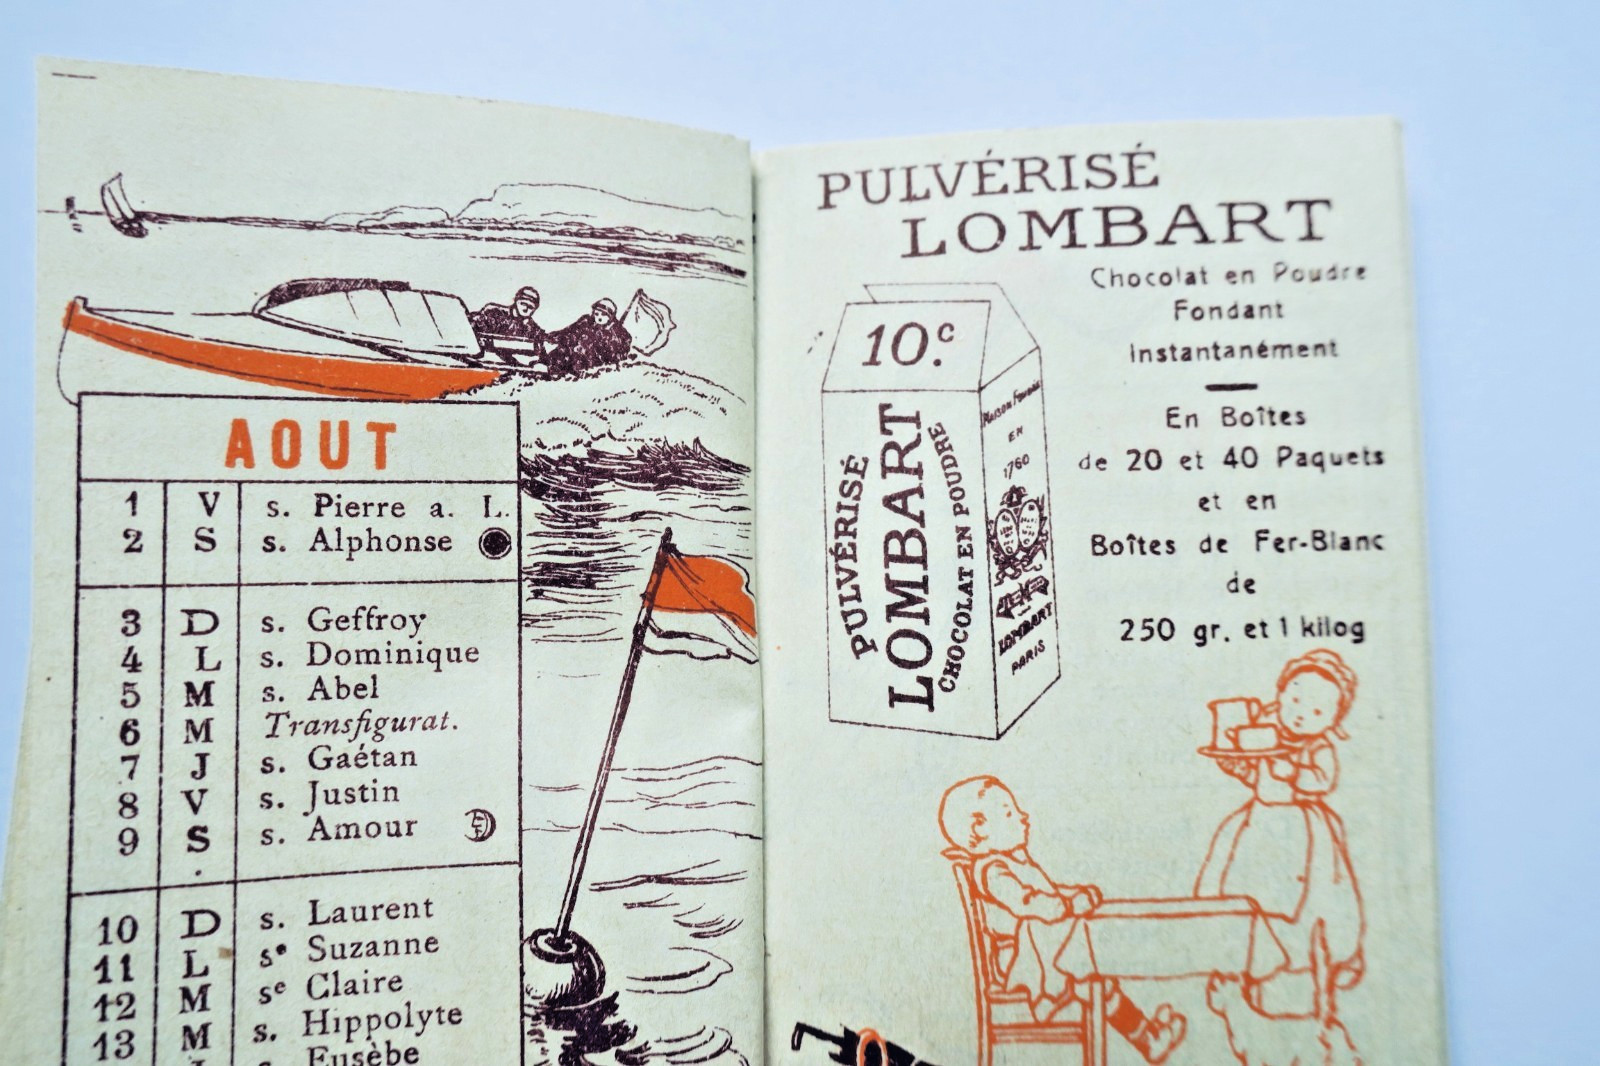 AOUT
1 V s. Pierre a. L.
2 S s. Alphonse
3 D s. Geffroy
4 L s. Dominique
5 M s. Abel
6 M Transfigurat.
7 J s. Gaétan
8 V s. Justin
9 S s. Amour
10 D s. Laurent
11 L se Suzanne
12 M se Claire
13 M s. Hippolyte
s. Eusèbe
PULVÉRISÉ
LOMBART
Chocolat en Poudre
Fondant
Instantanément
En Boîtes
de 20 et 40 Paquets
et en
Boîtes de Fer-Blanc
de
250 gr. et 1 kilog
10.c
PULVÉRISÉ
LOMBART
CHOCOLAT EN POUDRE
MAISON FONDÉE
EN
1760
LOMBART
PARIS